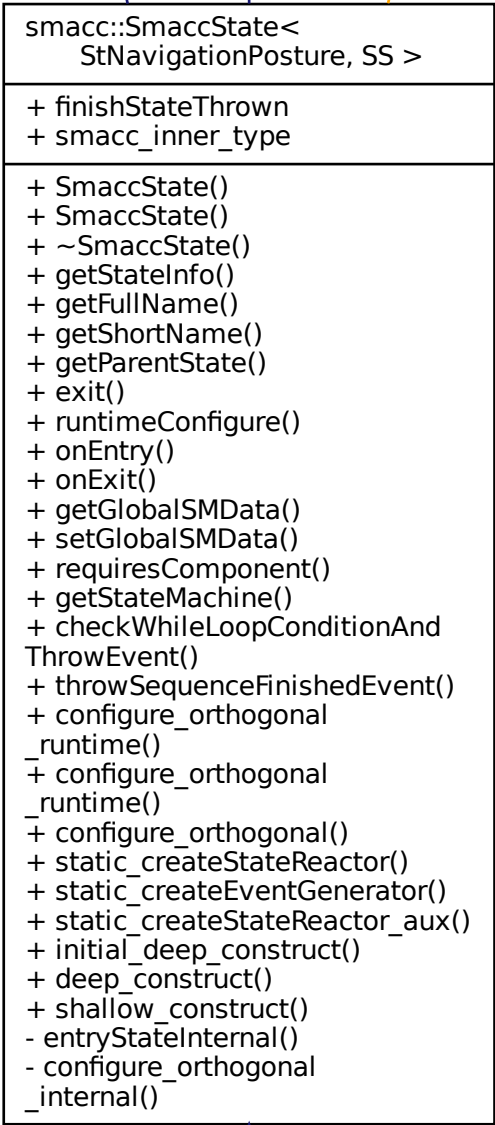 smacc::SmaccState<
StNavigationPosture, SS >
+ finishStateThrown
+ smacc_inner_type
+ SmaccState()
+ SmaccState()
+ ~SmaccState()
+ getStateInfo()
+ getFullName()
+ getShortName()
+ getParentState()
+ exit()
+ runtimeConfigure()
+ onEntry()
+ onExit()
+ getGlobalSMData()
+ setGlobalSMData()
+ requiresComponent()
+ getStateMachine()
+ checkWhileLoopConditionAnd
ThrowEvent()
+ throwSequenceFinishedEvent()
+ configure_orthogonal
_runtime()
+ configure_orthogonal
_runtime()
+ configure_orthogonal()
+ static_createStateReactor()
+ static_createEventGenerator()
+ static_createStateReactor_aux()
+ initial_deep_construct()
+ deep_construct()
+ shallow_construct()
- entryStateInternal()
- configure_orthogonal
_internal()